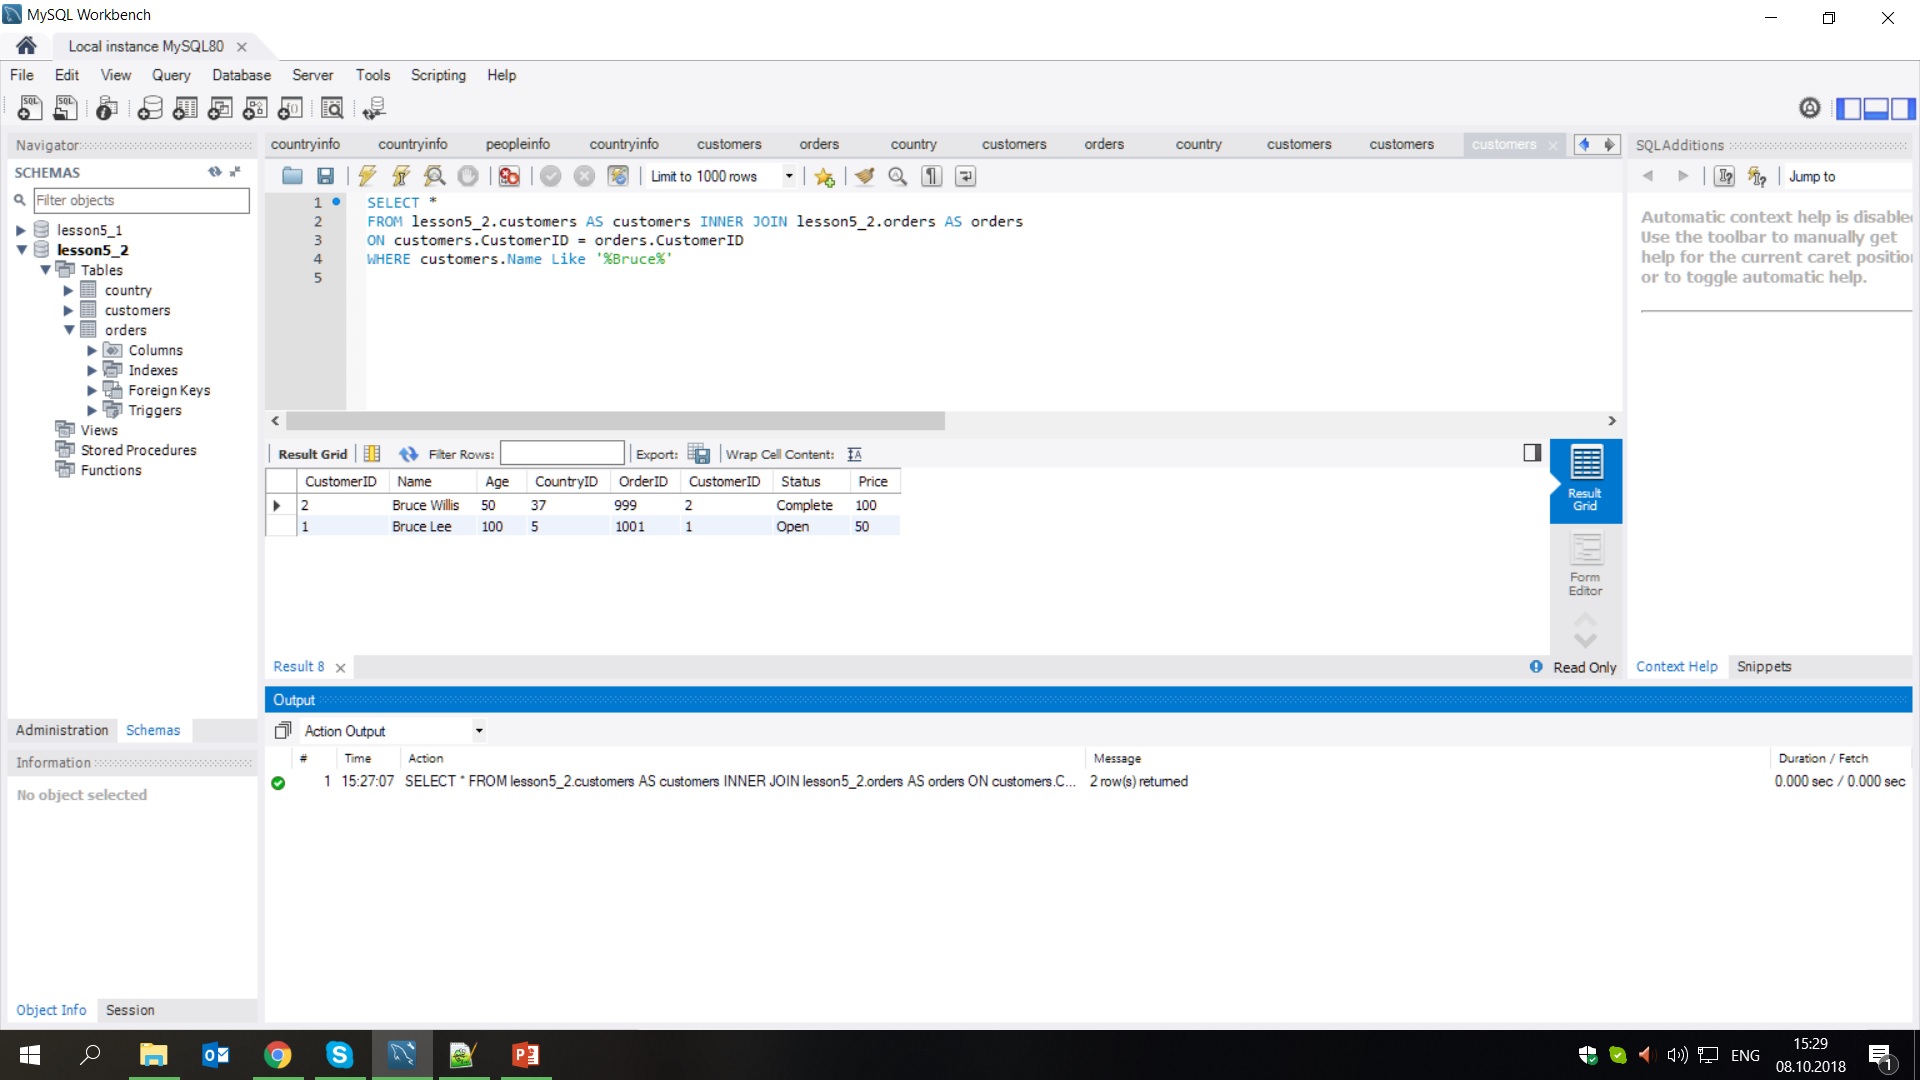 MySQL Workbench
Local instance MySQL80
File Edit View Query Database Server Tools Scripting Help
Navigator
SCHEMAS
Filter objects
lesson5_1
lesson5_2
Tables
country
customers
orders
Columns
Indexes
Foreign Keys
Triggers
Views
Stored Procedures
Functions
Administration Schemas
Information
No object selected
Object Info Session
countryinfo countryinfo peopleinfo countryinfo customers orders country customers orders country customers customers customers
Limit to 1000 rows
1 SELECT *
2 FROM lesson5_2.customers AS customers INNER JOIN lesson5_2.orders AS orders
3 ON customers.CustomerID = orders.CustomerID
4 WHERE customers.Name Like '%Bruce%'
5
Result Grid Filter Rows: Export: Wrap Cell Content:
CustomerID Name Age CountryID OrderID CustomerID Status Price
2 Bruce Willis 50 37 999 2 Complete 100
1 Bruce Lee 100 5 1001 1 Open 50
Result
Grid
Form
Editor
Result 8
Read Only
SQLAdditions
Jump to
Automatic context help is disabled
Use the toolbar to manually get
help for the current caret position
or to toggle automatic help.
Context Help Snippets
Output
Action Output
# Time Action Message Duration / Fetch
1 15:27:07 SELECT * FROM lesson5_2.customers AS customers INNER JOIN lesson5_2.orders AS orders ON customers.C... 2 row(s) returned 0.000 sec / 0.000 sec
ENG
15:29
08.10.2018
1